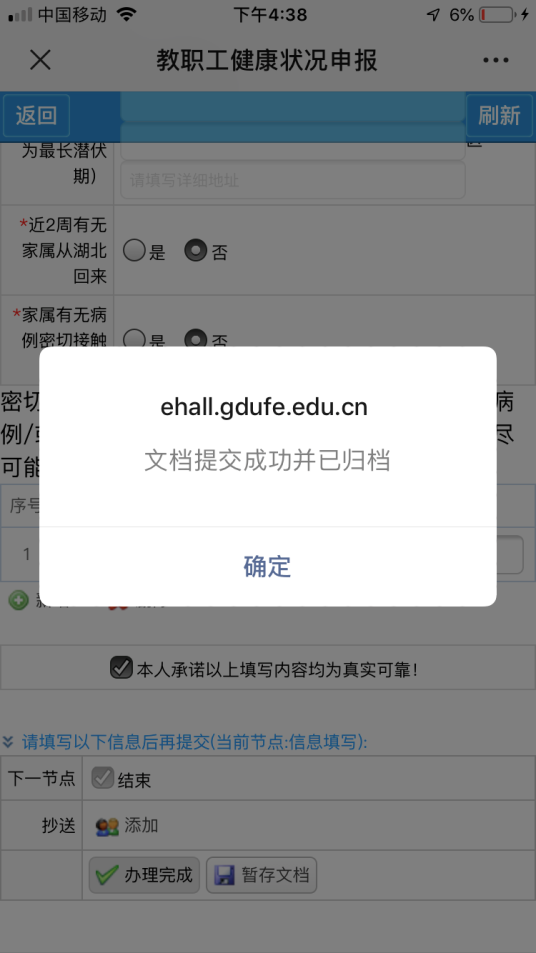 中国移动
下午4:38
6%
教职工健康状况申报
返回
刷新
为最长潜伏
期）
请填写详细地址
*近2周有无
家属从湖北
回来
是
否
*家属有无病
例密切接触
是
否
密切
病
例/
尽
可能
ehall.gdufe.edu.cn
文档提交成功并已归档
确定
序号
1
本人承诺以上填写内容均为真实可靠！
请填写以下信息后再提交(当前节点:信息填写):
下一节点
结束
抄送
添加
办理完成
暂存文档